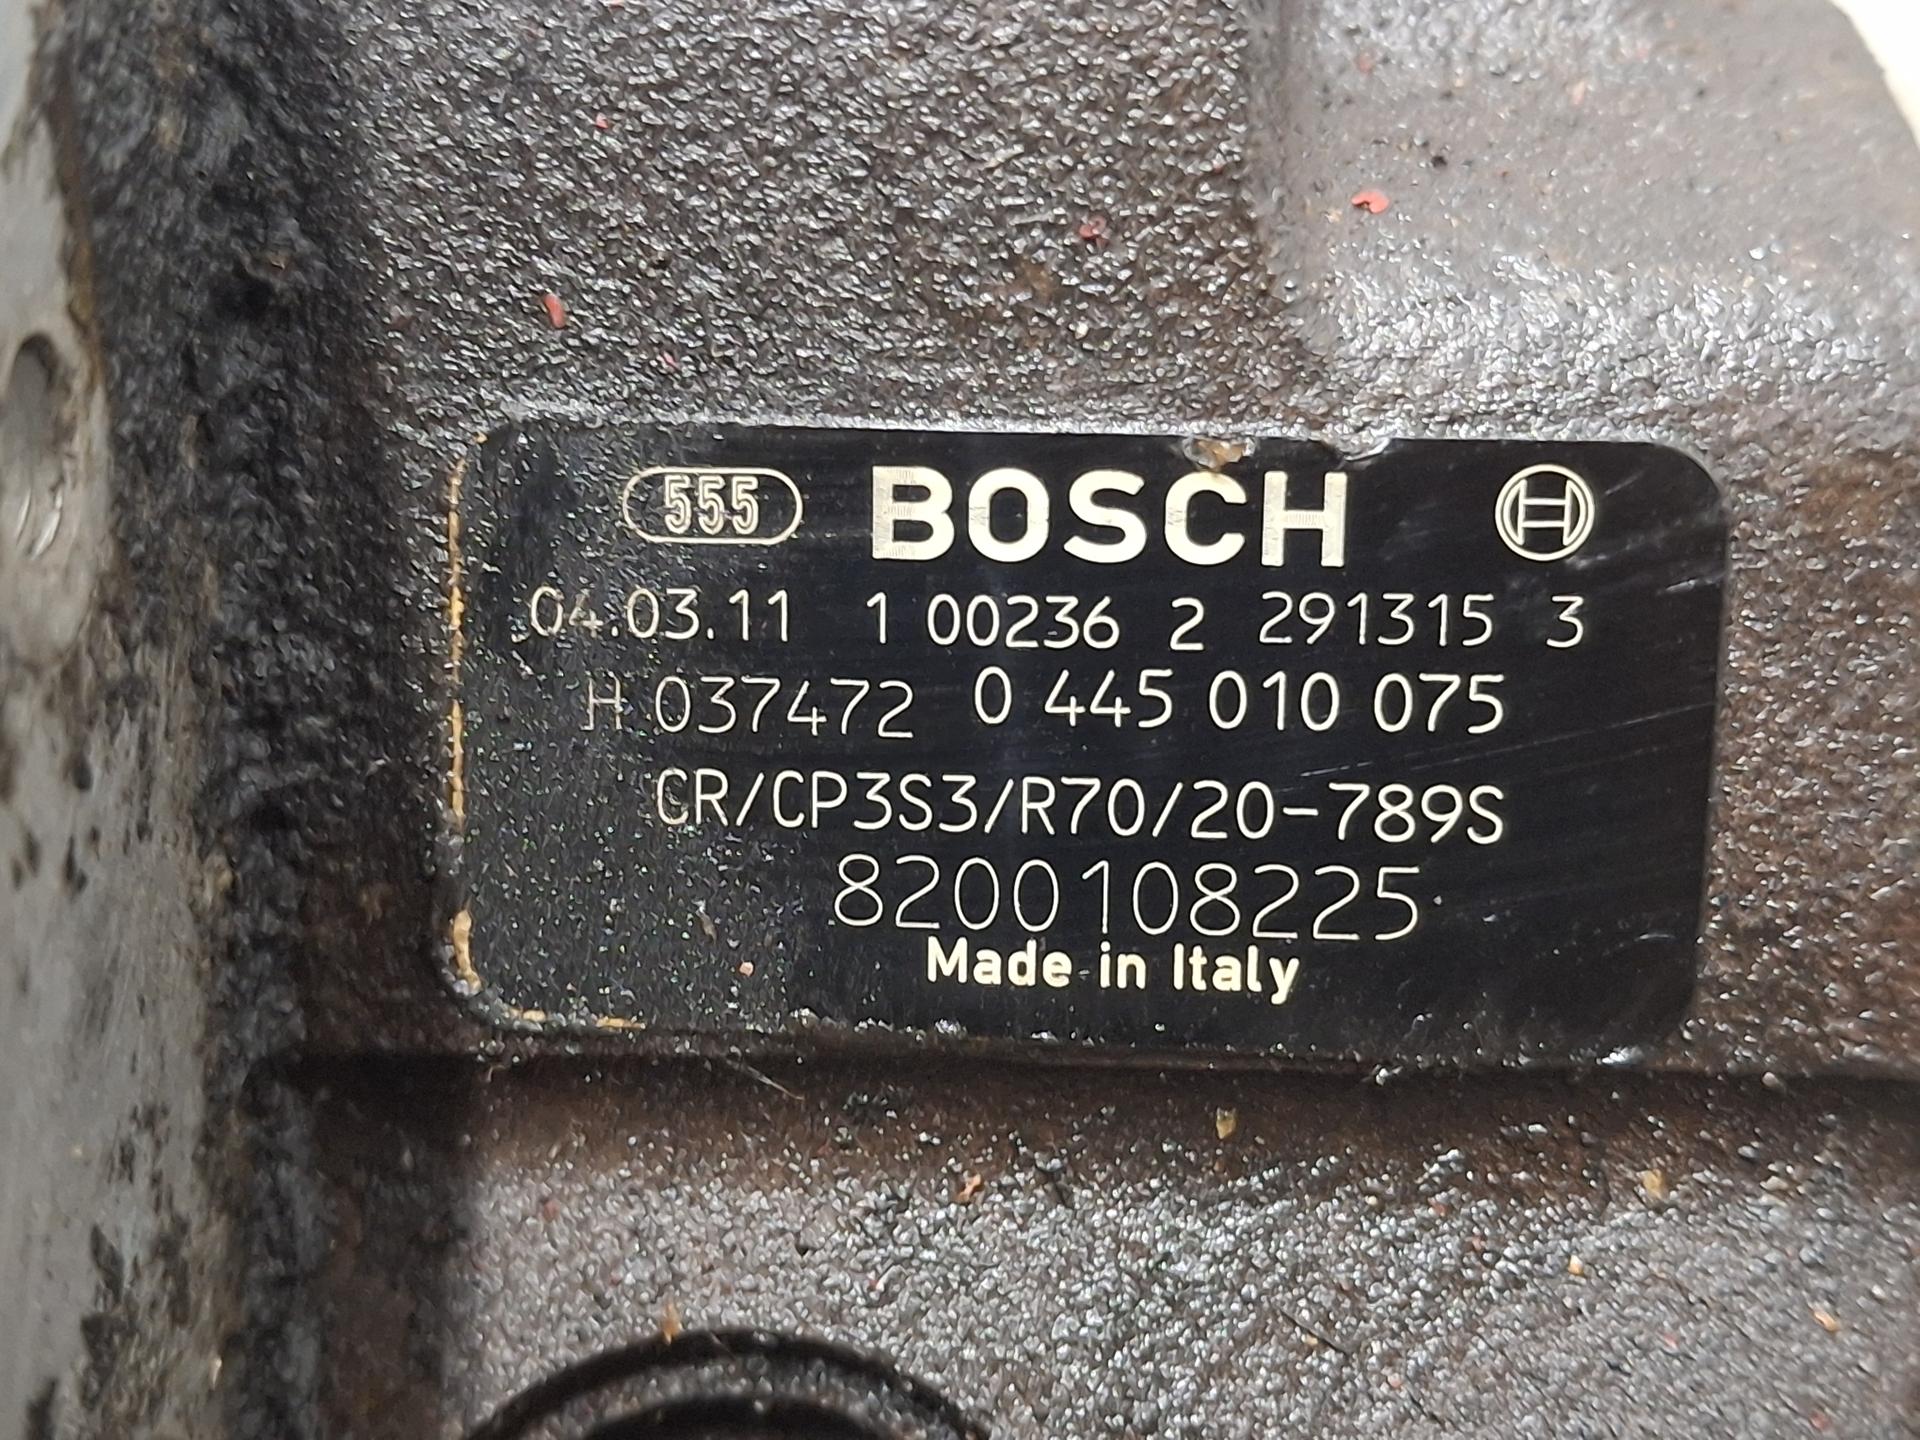 555 BOSCH
04.03.11 1 00236 2 291315 3
H 037472 0 445 010 075
CR/CP3S3/R70/20-789S
8200108225
Made in Italy